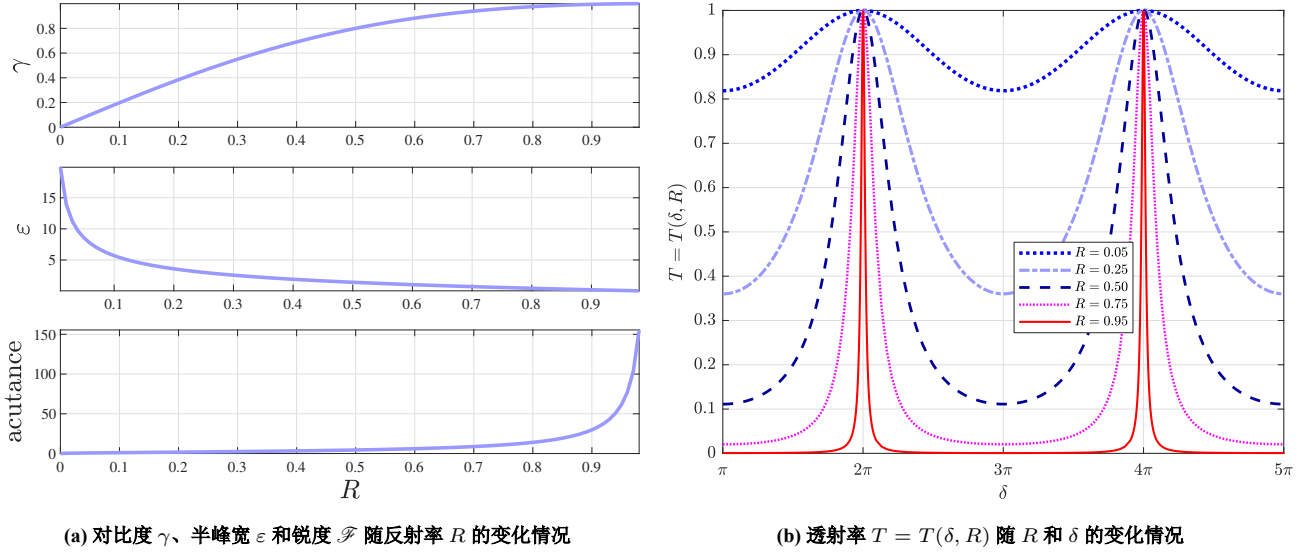 0.8
0.6
0.4
0.2
0
γ
0 0.1 0.2 0.3 0.4 0.5 0.6 0.7 0.8 0.9
15
10
5
ε
0.1 0.2 0.3 0.4 0.5 0.6 0.7 0.8 0.9
150
100
50
0
acutance
0 0.1 0.2 0.3 0.4 0.5 0.6 0.7 0.8 0.9
R
(a) 对比度 γ、半峰宽 ε 和锐度 ℱ 随反射率 R 的变化情况
1
0.9
0.8
0.7
0.6
0.5
0.4
0.3
0.2
0.1
0
T = T(δ, R)
R = 0.05
R = 0.25
R = 0.50
R = 0.75
R = 0.95
π 2π 3π 4π 5π
δ
(b) 透射率 T = T(δ, R) 随 R 和 δ 的变化情况